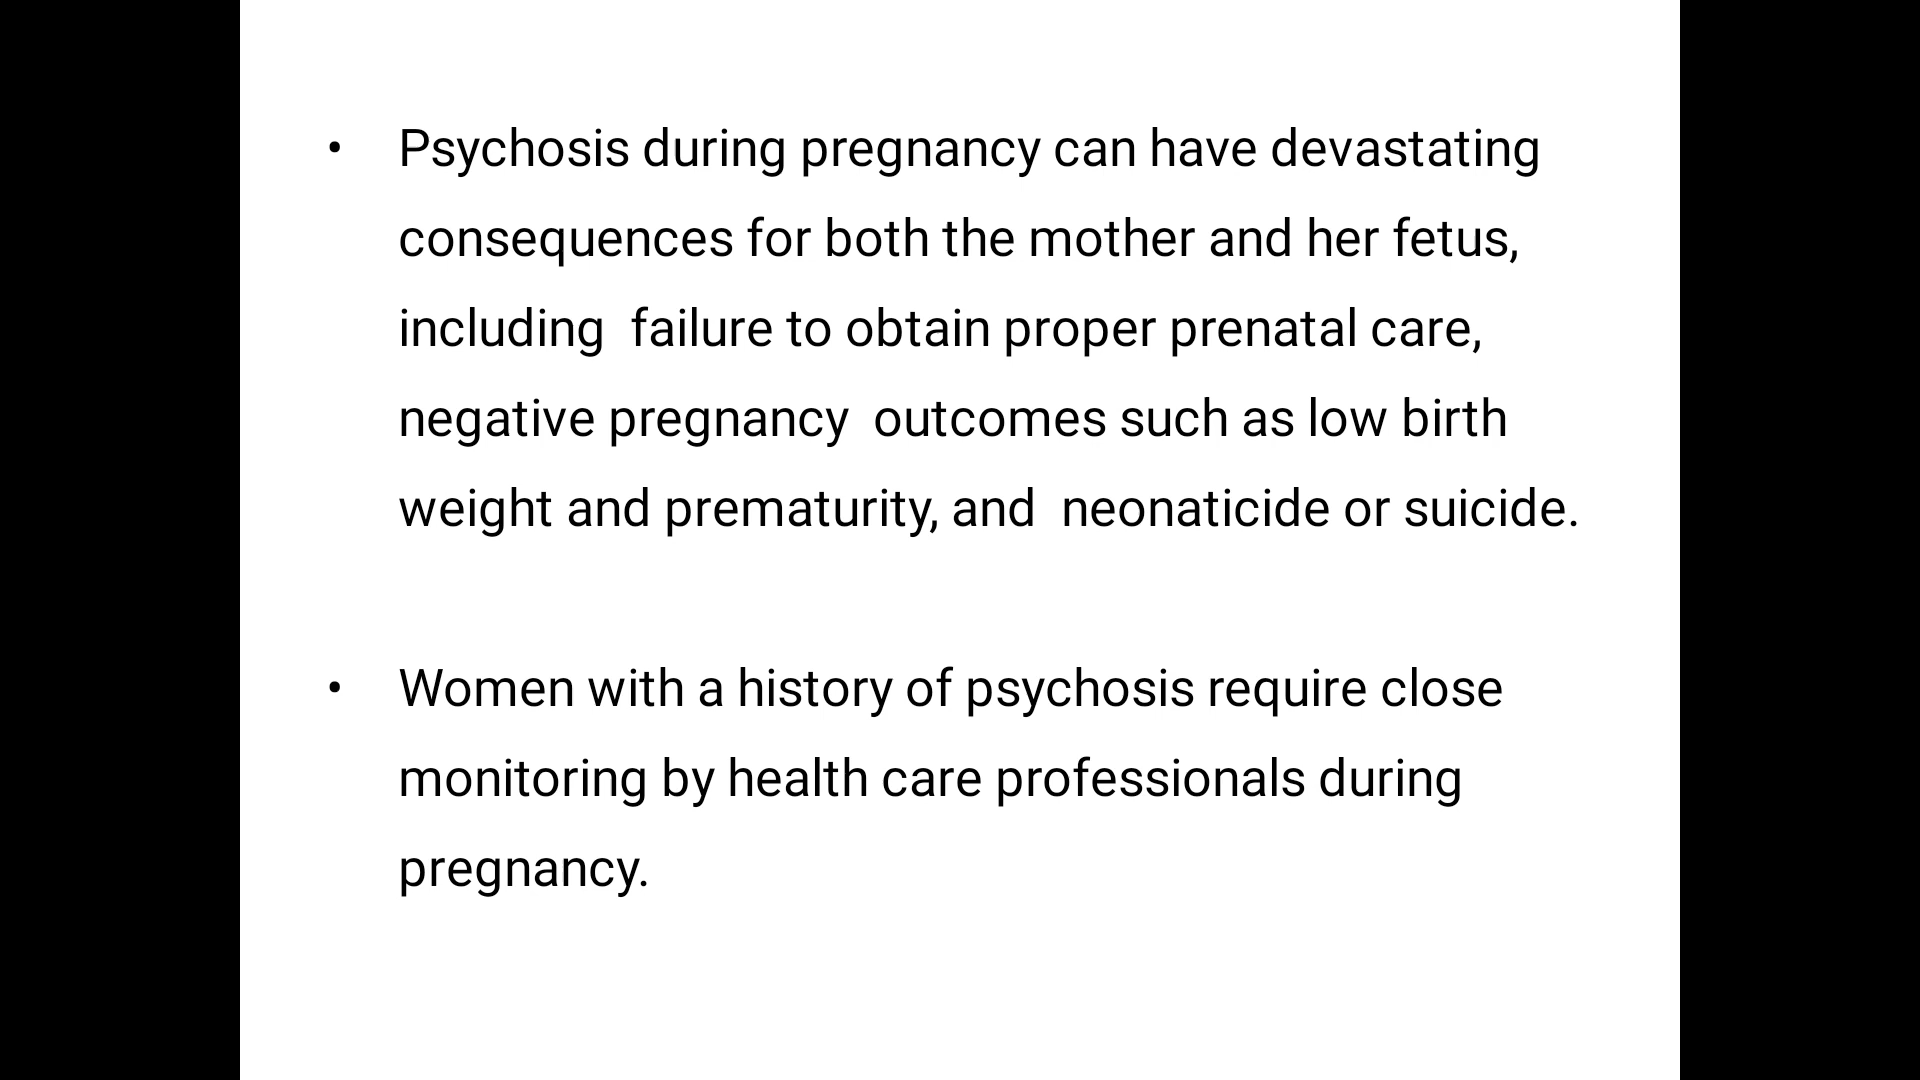 • Psychosis during pregnancy can have devastating
consequences for both the mother and her fetus,
including  failure to obtain proper prenatal care,
negative pregnancy  outcomes such as low birth
weight and prematurity, and  neonaticide or suicide.
• Women with a history of psychosis require close
monitoring by health care professionals during
pregnancy.